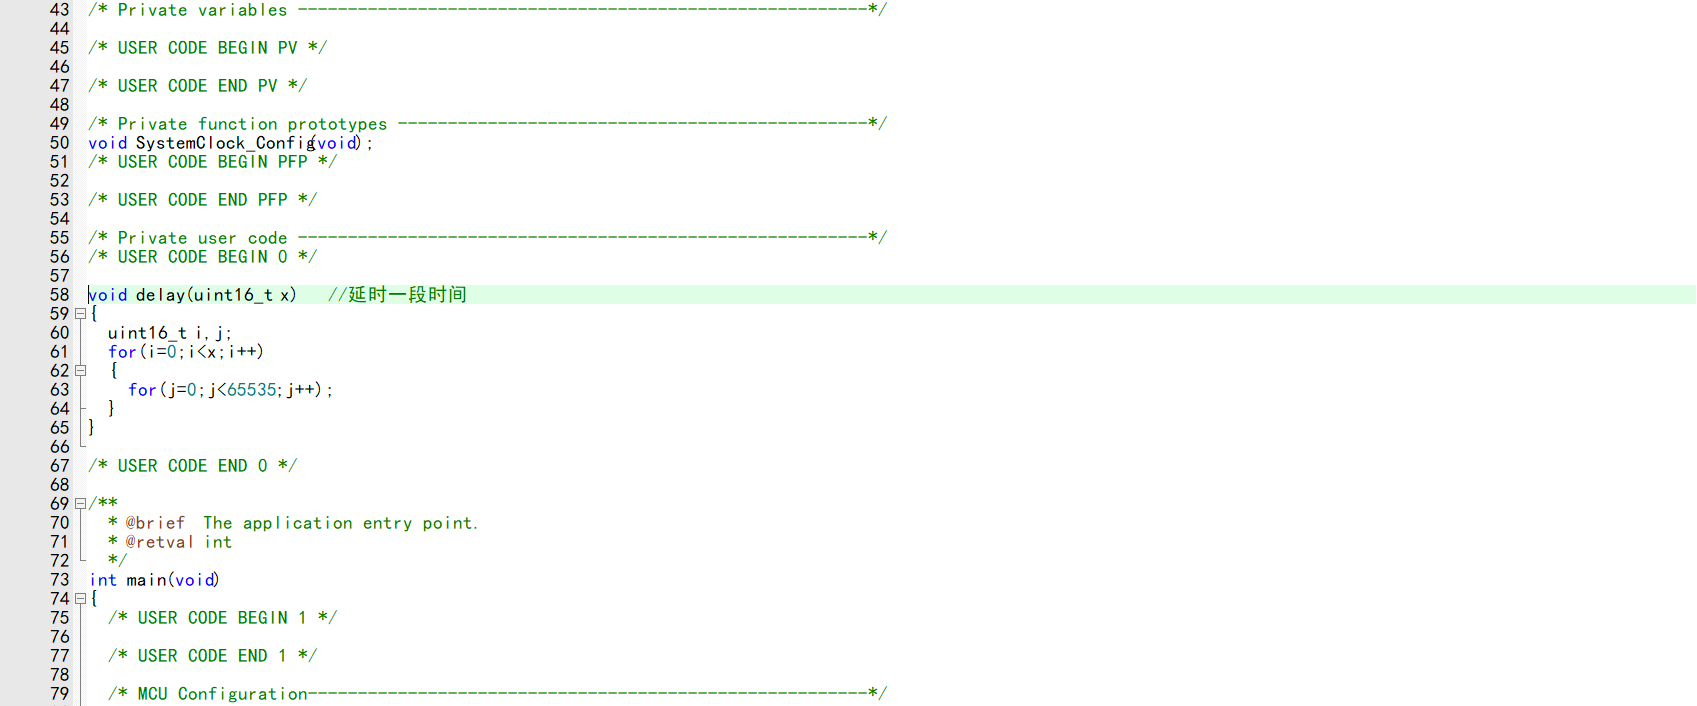 43 /* Private variables ---------------------------------------------------------*/
44
45 /* USER CODE BEGIN PV */
46
47 /* USER CODE END PV */
48
49 /* Private function prototypes -----------------------------------------------*/
50 void SystemClock_Config(void);
51 /* USER CODE BEGIN PFP */
52
53 /* USER CODE END PFP */
54
55 /* Private user code ---------------------------------------------------------*/
56 /* USER CODE BEGIN 0 */
57
58 void delay(uint16_t x)   //延时一段时间
59 {
60   uint16_t i,j;
61   for(i=0;i<x;i++)
62   {
63     for(j=0;j<65535;j++);
64   }
65 }
66
67 /* USER CODE END 0 */
68
69 /**
70   * @brief  The application entry point.
71   * @retval int
72   */
73 int main(void)
74 {
75   /* USER CODE BEGIN 1 */
76
77   /* USER CODE END 1 */
78
79   /* MCU Configuration--------------------------------------------------------*/